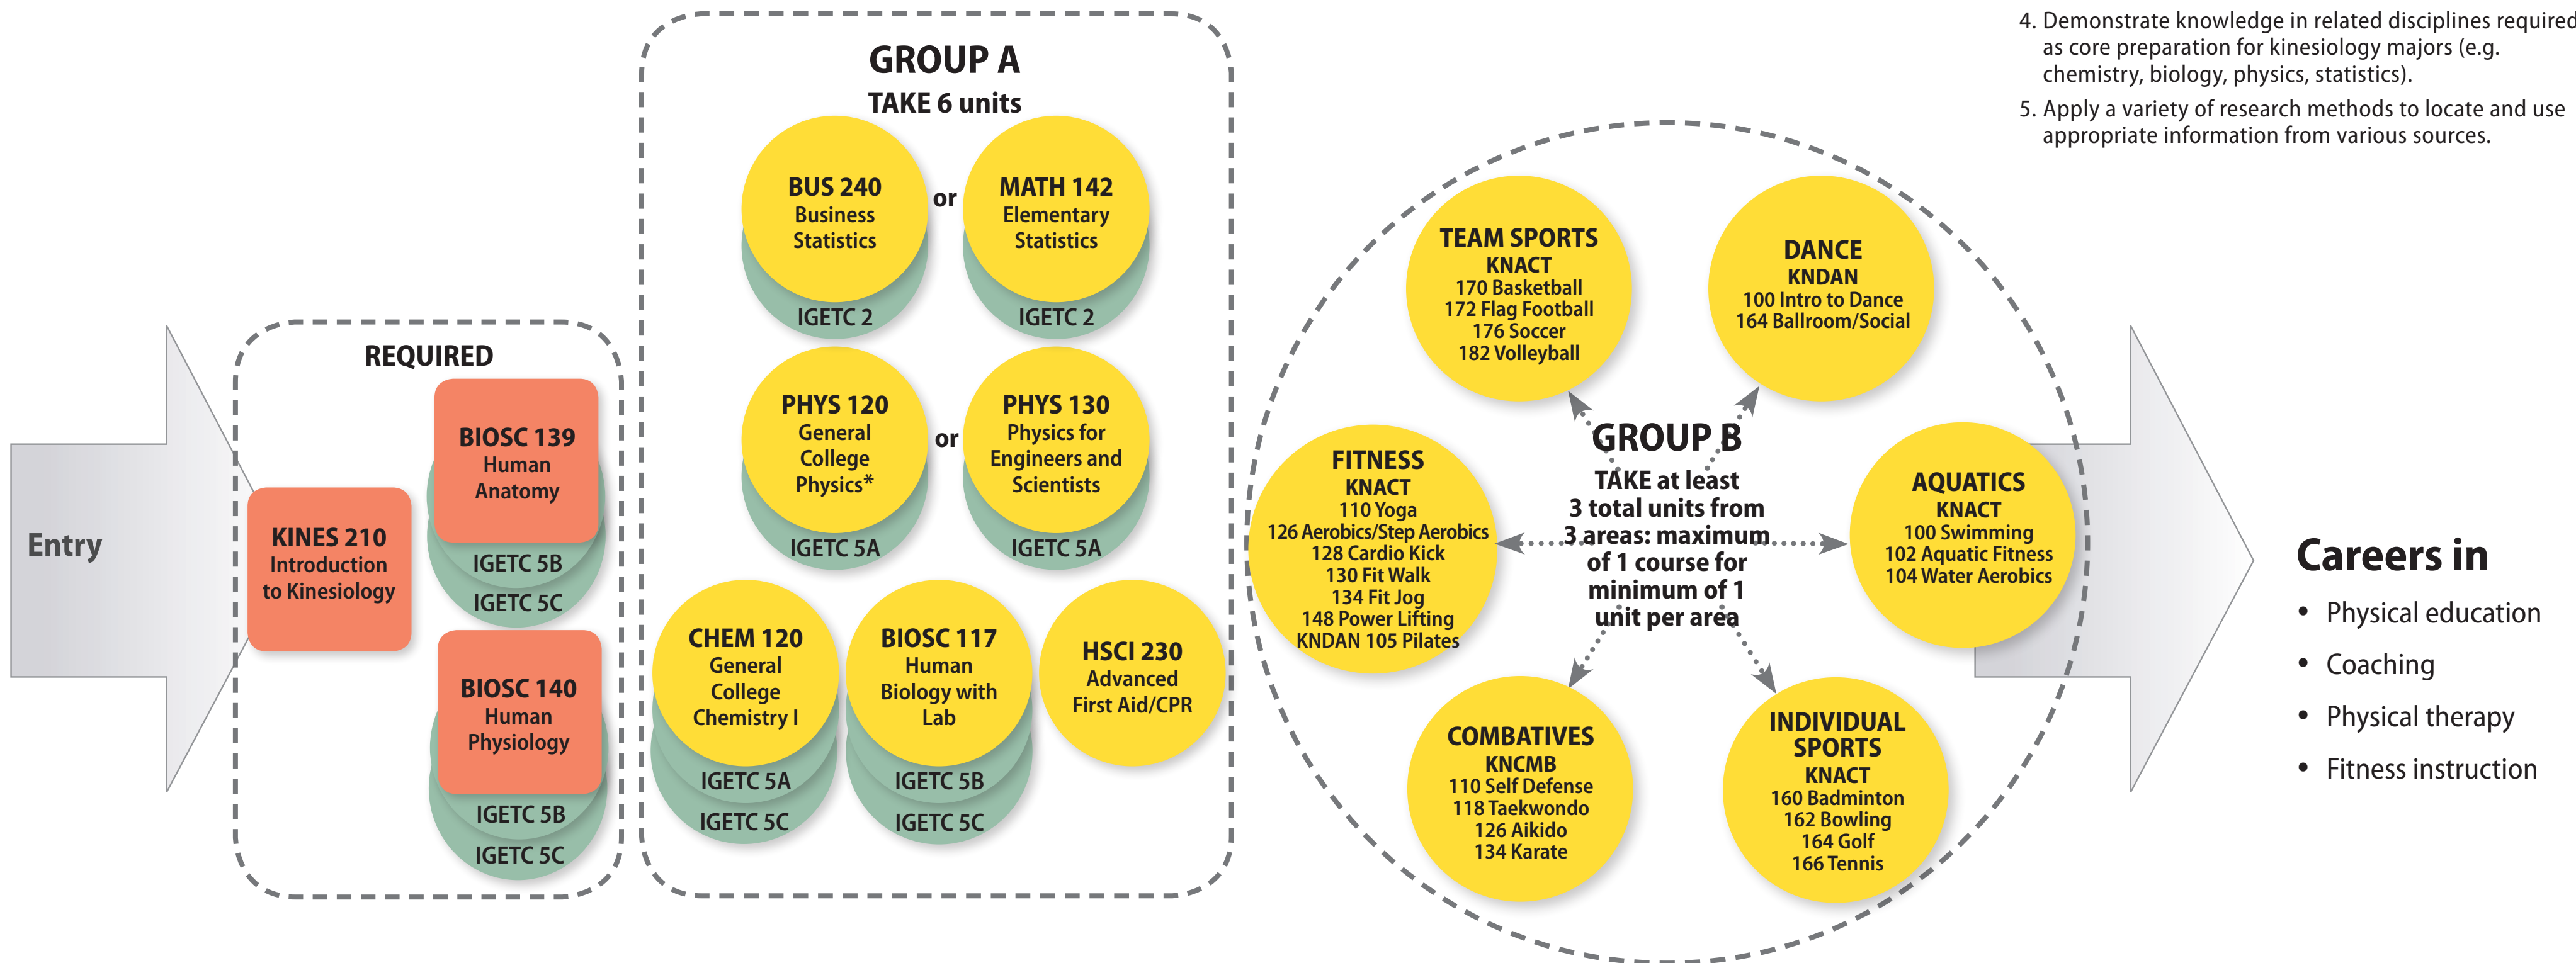 4. Demonstrate knowledge in related disciplines required
as core preparation for kinesiology majors (e.g.
chemistry, biology, physics, statistics).
5. Apply a variety of research methods to locate and use
appropriate information from various sources.
Entry
REQUIRED
KINES 210
Introduction
to Kinesiology
BIOSC 139
Human
Anatomy
IGETC 5B
IGETC 5C
BIOSC 140
Human
Physiology
IGETC 5B
IGETC 5C
GROUP A
TAKE 6 units
BUS 240
Business
Statistics
IGETC 2
or
MATH 142
Elementary
Statistics
IGETC 2
PHYS 120
General
College
Physics*
IGETC 5A
or
PHYS 130
Physics for
Engineers and
Scientists
IGETC 5A
CHEM 120
General
College
Chemistry I
IGETC 5A
IGETC 5C
BIOSC 117
Human
Biology with
Lab
IGETC 5B
IGETC 5C
HSCI 230
Advanced
First Aid/CPR
GROUP B
TAKE at least
3 total units from
3 areas: maximum
of 1 course for
minimum of 1
unit per area
TEAM SPORTS
KNACT
170 Basketball
172 Flag Football
176 Soccer
182 Volleyball
DANCE
KNDAN
100 Intro to Dance
164 Ballroom/Social
FITNESS
KNACT
110 Yoga
126 Aerobics/Step Aerobics
128 Cardio Kick
130 Fit Walk
134 Fit Jog
148 Power Lifting
KNDAN 105 Pilates
AQUATICS
KNACT
100 Swimming
102 Aquatic Fitness
104 Water Aerobics
COMBATIVES
KNCMB
110 Self Defense
118 Taekwondo
126 Aikido
134 Karate
INDIVIDUAL
SPORTS
KNACT
160 Badminton
162 Bowling
164 Golf
166 Tennis
Careers in
• Physical education
• Coaching
• Physical therapy
• Fitness instruction